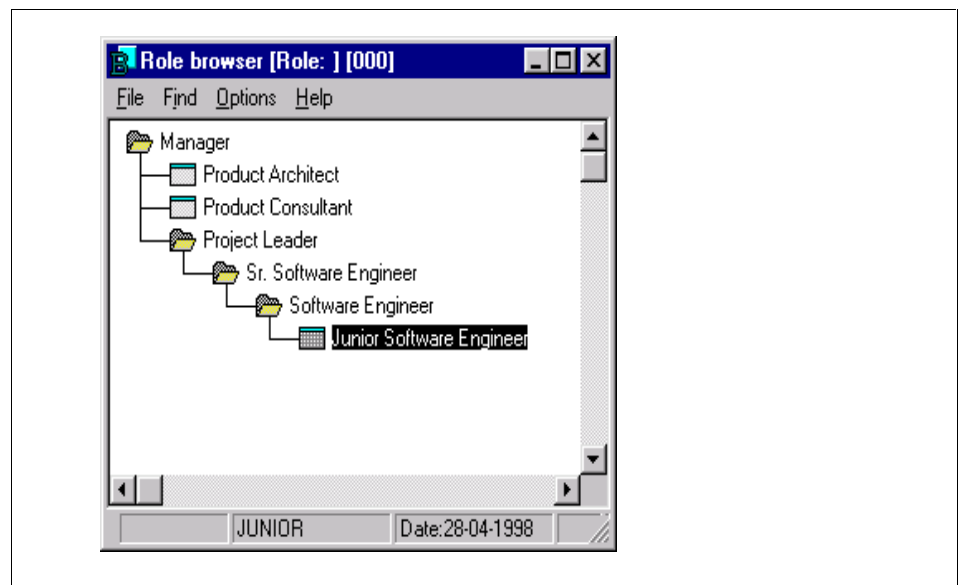 Role browser [Role: ] [000]
File Find Options Help
Manager
Product Architect
Product Consultant
Project Leader
Sr. Software Engineer
Software Engineer
Junior Software Engineer
JUNIOR Date:28-04-1998